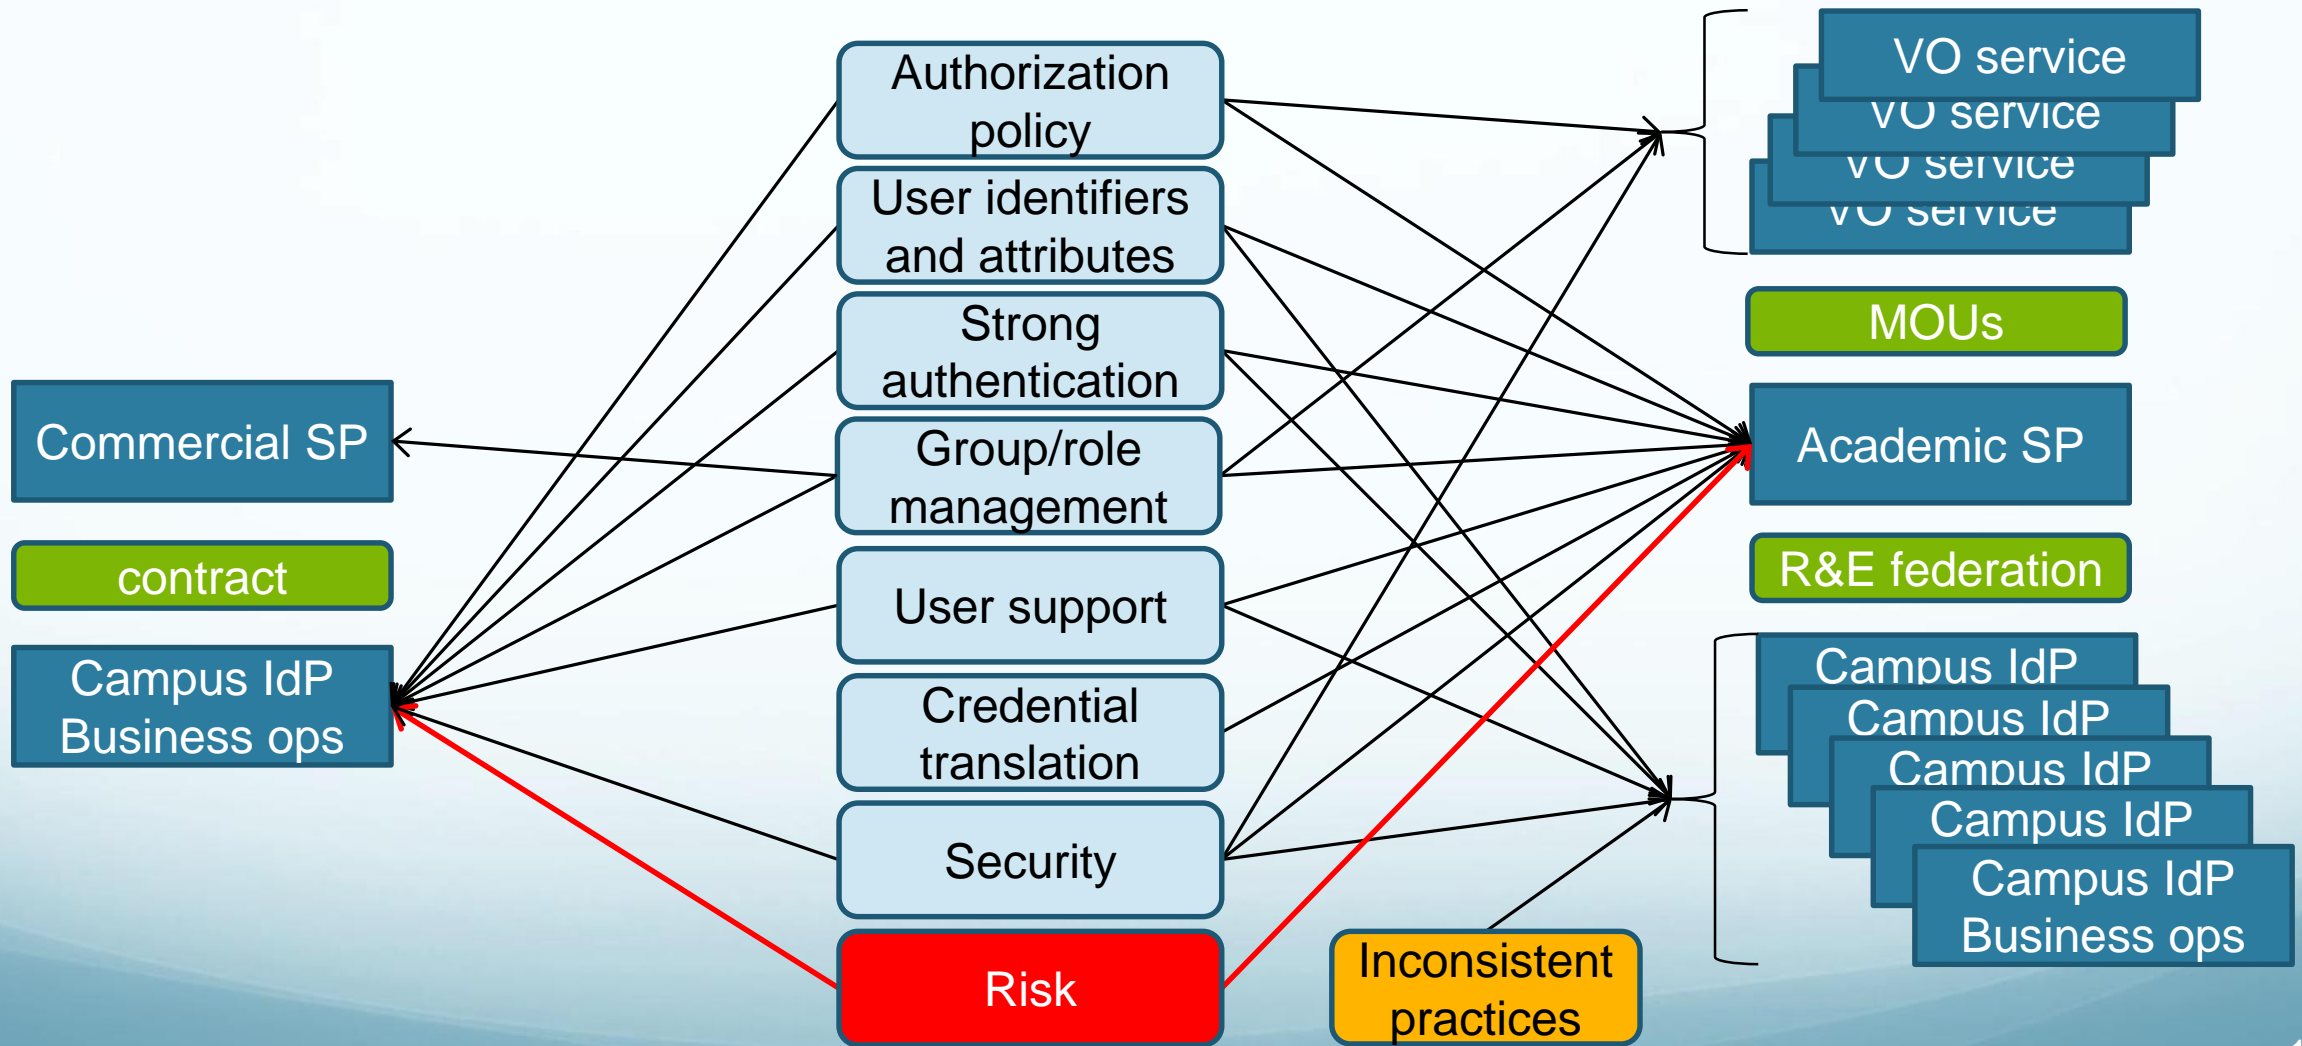 Authorization
policy
User identifiers
and attributes
Strong
authentication
Group/role
management
User support
Credential
translation
Security
Risk
Commercial SP
contract
Campus IdP
Business ops
VO service
VO service
VO service
VO service
MOUs
Academic SP
R&E federation
Campus IdP
Campus IdP
Campus IdP
Campus IdP
Campus IdP
Business ops
Inconsistent
practices